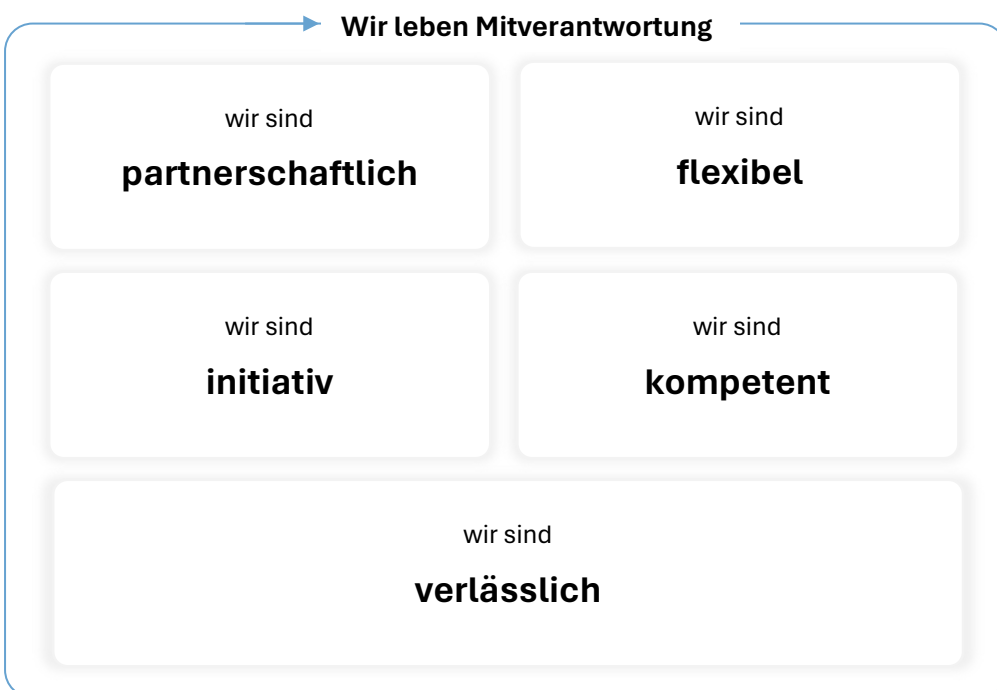 Wir leben Mitverantwortung
wir sind
partnerschaftlich
wir sind
flexibel
wir sind
initiativ
wir sind
kompetent
wir sind
verlässlich